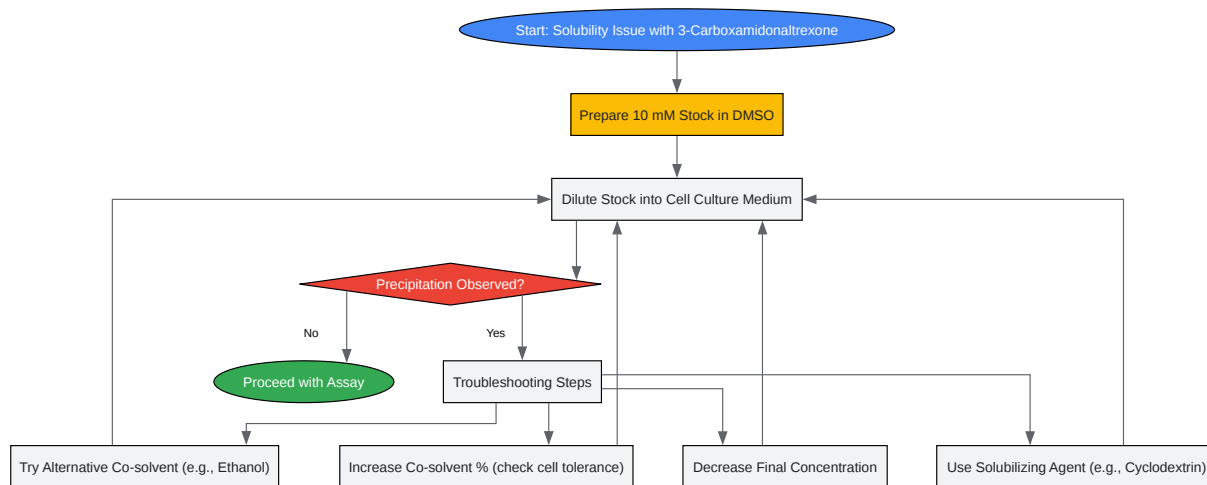 Start: Solubility Issue with 3-Carboxamidonaltrexone
Prepare 10 mM Stock in DMSO
Dilute Stock into Cell Culture Medium
Precipitation Observed?
No
Yes
Proceed with Assay
Troubleshooting Steps
Try Alternative Co-solvent (e.g., Ethanol)
Increase Co-solvent % (check cell tolerance)
Decrease Final Concentration
Use Solubilizing Agent (e.g., Cyclodextrin)